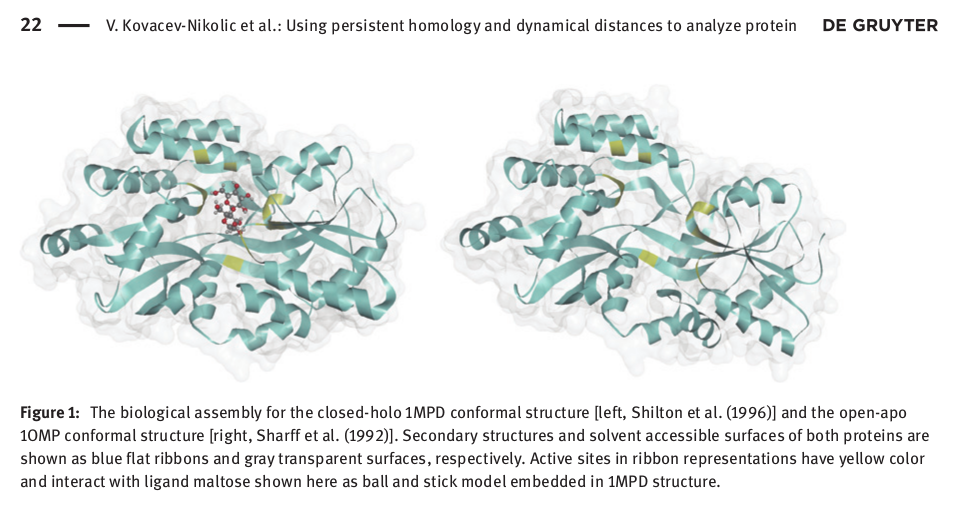 22 — V. Kovacev-Nikolic et al.: Using persistent homology and dynamical distances to analyze protein DE GRUYTER
Figure 1: The biological assembly for the closed-holo 1MPD conformal structure [left, Shilton et al. (1996)] and the open-apo
1OMP conformal structure [right, Sharff et al. (1992)]. Secondary structures and solvent accessible surfaces of both proteins are
shown as blue flat ribbons and gray transparent surfaces, respectively. Active sites in ribbon representations have yellow color
and interact with ligand maltose shown here as ball and stick model embedded in 1MPD structure.